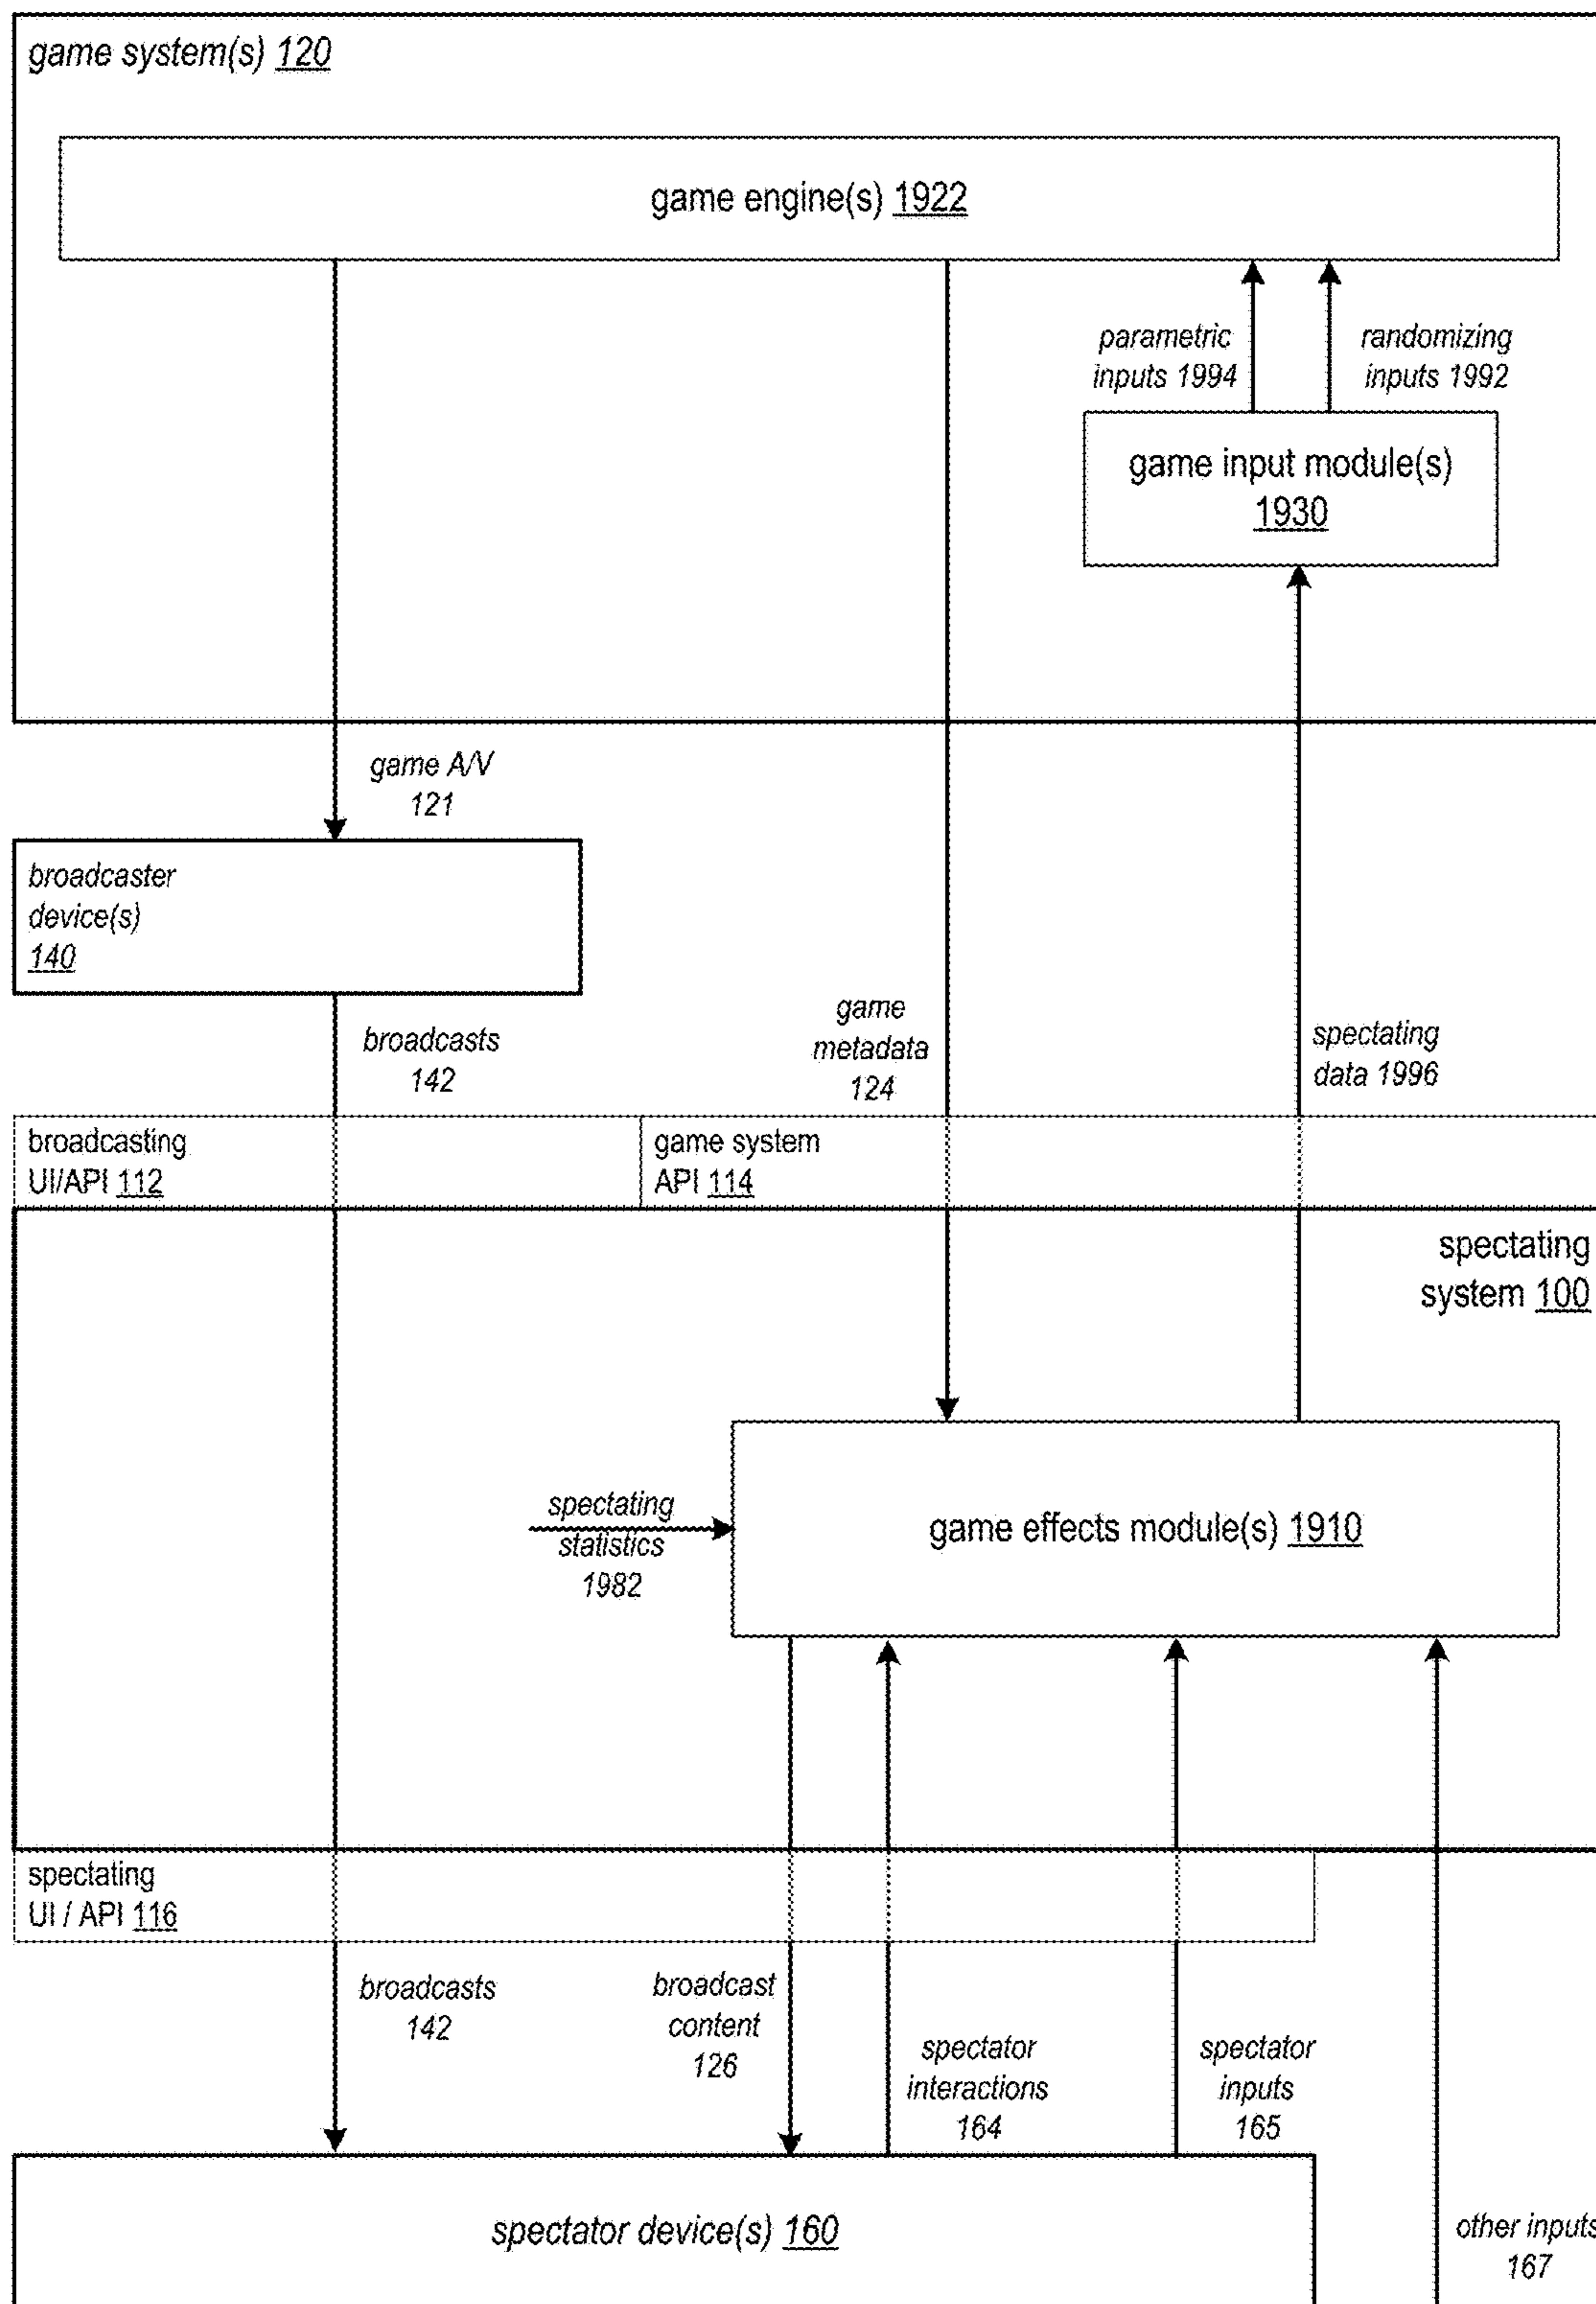 game system(s) 120
game engine(s) 1922
parametric
inputs 1994
randomizing
inputs 1992
game input module(s)
1930
game A/V
121
broadcaster
device(s)
140
broadcasts
142
game
metadata
124
spectating
data 1996
broadcasting
UI/API 112
game system
API 114
spectating
system 100
spectating
statistics
1982
game effects module(s) 1910
spectating
UI / API 116
broadcasts
142
broadcast
content
126
spectator
interactions
164
spectator
inputs
165
spectator device(s) 160
other inputs
167